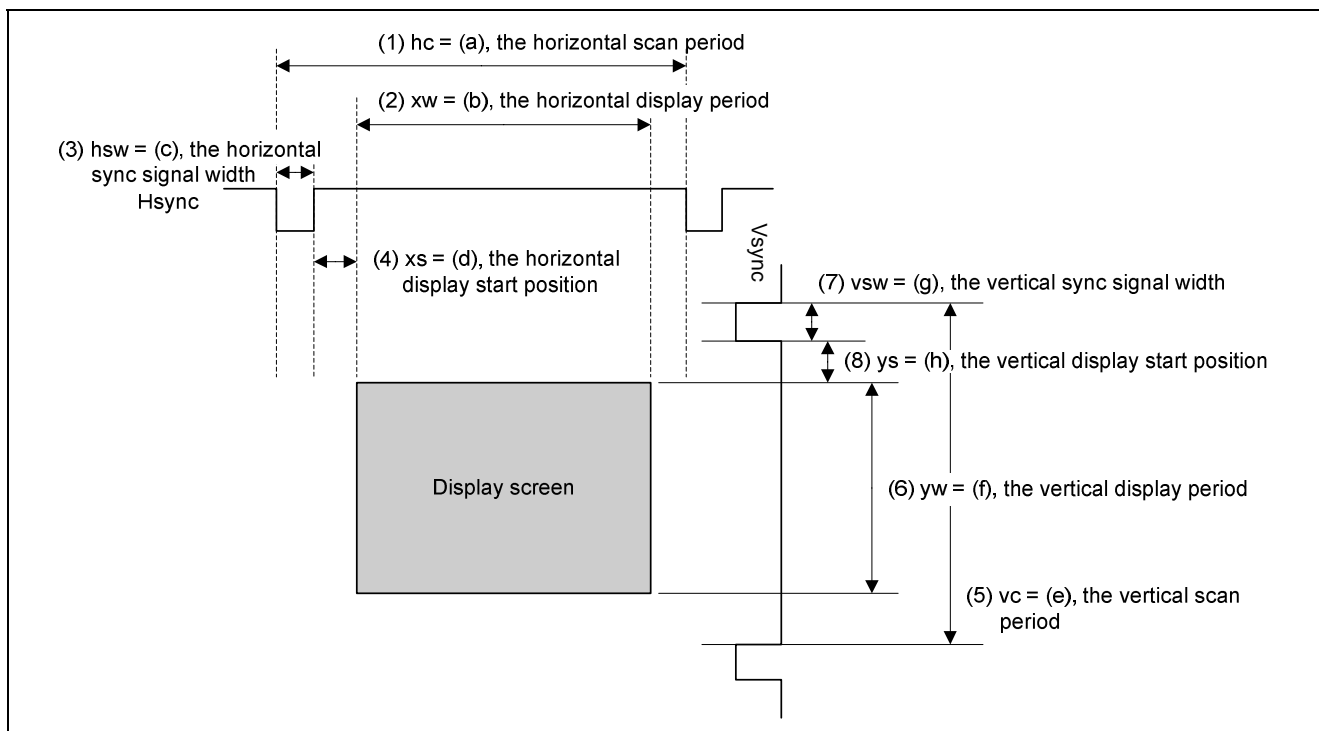 (1) hc = (a), the horizontal scan period
(2) xw = (b), the horizontal display period
(3) hsw = (c), the horizontal
sync signal width
Hsync
(4) xs = (d), the horizontal
display start position
Vsync
(7) vsw = (g), the vertical sync signal width
(8) ys = (h), the vertical display start position
Display screen
(6) yw = (f), the vertical display period
(5) vc = (e), the vertical scan
period